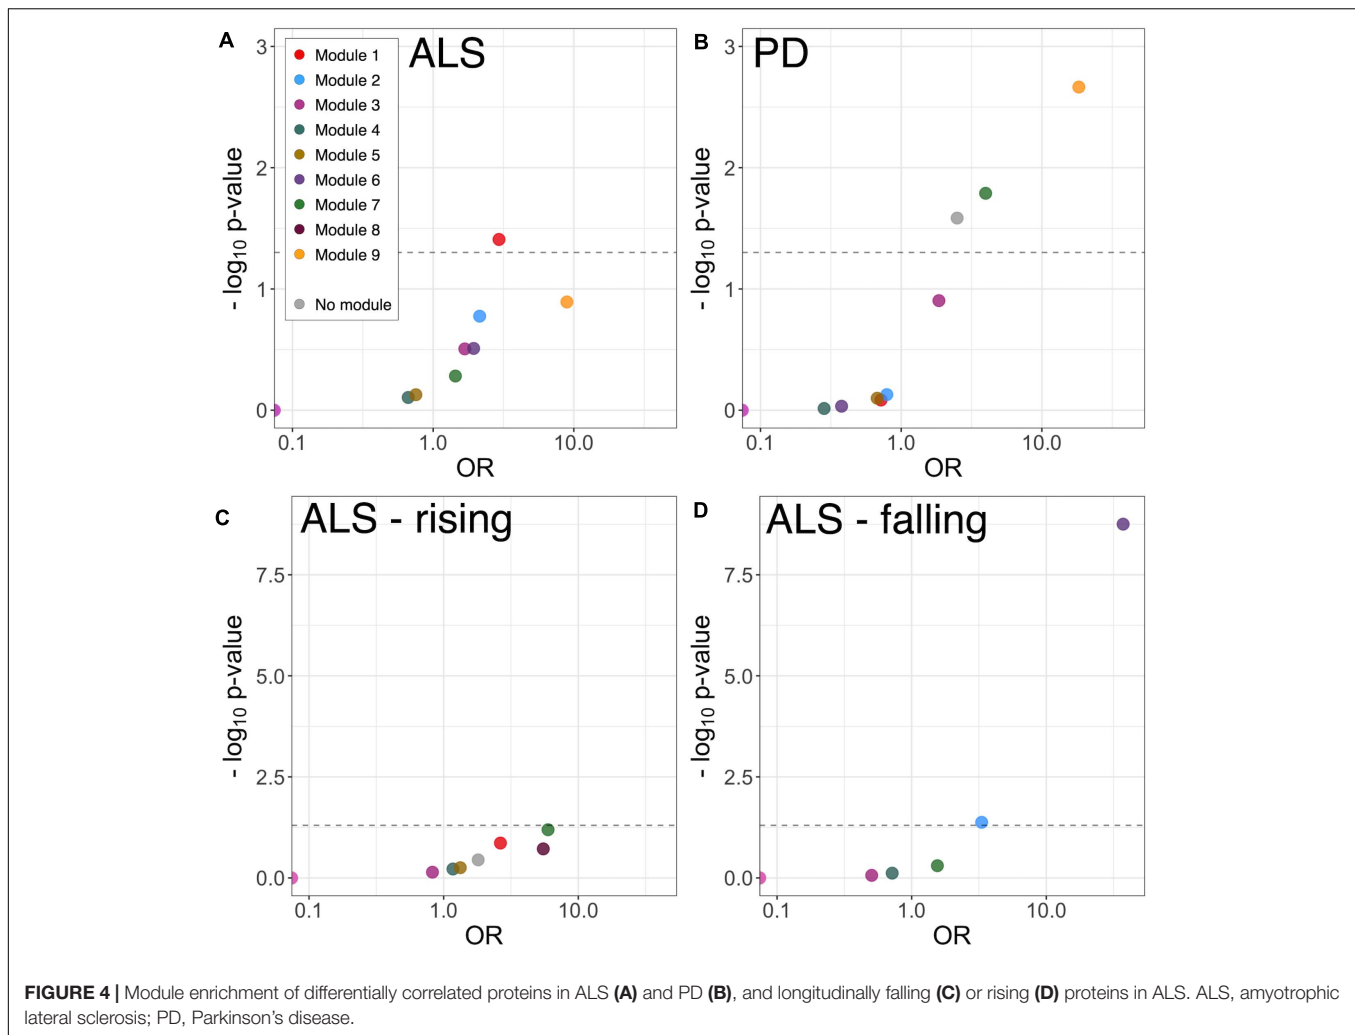 A
ALS
Module 1
Module 2
Module 3
Module 4
Module 5
Module 6
Module 7
Module 8
Module 9
No module
3
2
1
0
- log10 p-value
0.1 1.0 10.0
OR
B
PD
3
2
1
0
- log10 p-value
0.1 1.0 10.0
OR
C
ALS - rising
7.5
5.0
2.5
0.0
- log10 p-value
0.1 1.0 10.0
OR
D
ALS - falling
7.5
5.0
2.5
0.0
- log10 p-value
0.1 1.0 10.0
OR
FIGURE 4 | Module enrichment of differentially correlated proteins in ALS (A) and PD (B), and longitudinally falling (C) or rising (D) proteins in ALS. ALS, amyotrophic
lateral sclerosis; PD, Parkinson's disease.